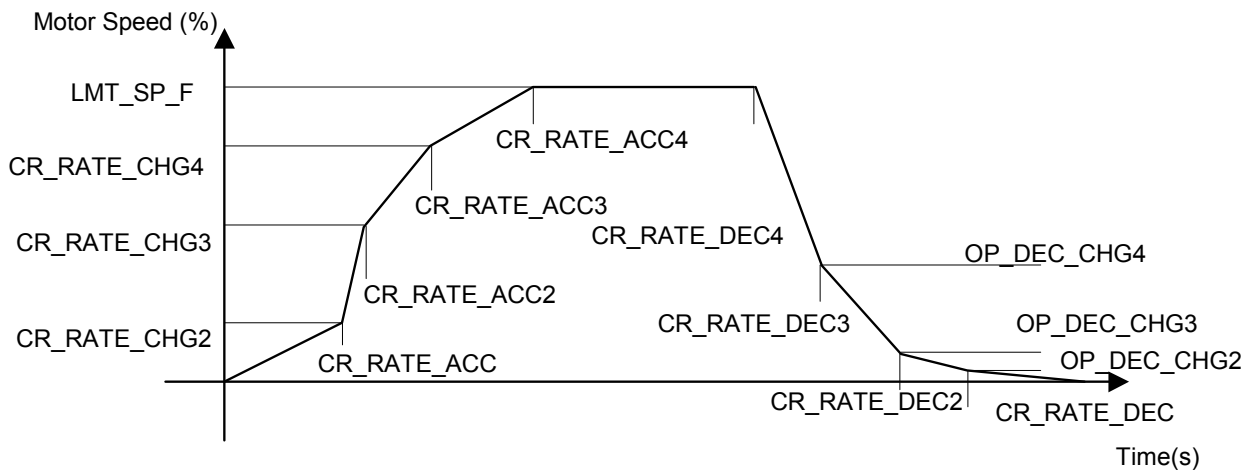 Motor Speed (%)
LMT_SP_F
CR_RATE_ACC4
CR_RATE_CHG4
CR_RATE_ACC3
CR_RATE_CHG3
CR_RATE_DEC4
OP_DEC_CHG4
CR_RATE_ACC2
CR_RATE_DEC3
OP_DEC_CHG3
CR_RATE_CHG2
CR_RATE_ACC
OP_DEC_CHG2
CR_RATE_DEC2
CR_RATE_DEC
Time(s)